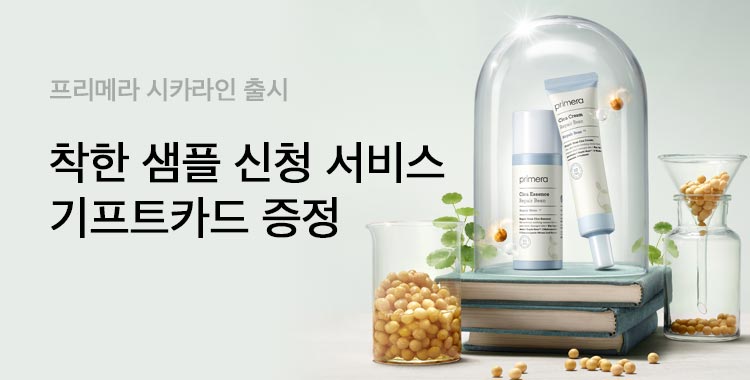 프리메라 시카라인 출시
착한 샘플 신청 서비스
기프트카드 증정
primera
Cica Cream
Repair Bean
primera
Cica Essence
Repair Bean